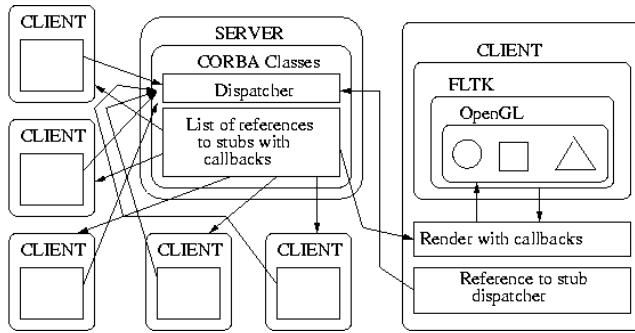 CLIENT
SERVER
CORBA Classes
Dispatcher
List of references
to stubs with
callbacks
CLIENT
CLIENT
CLIENT
CLIENT
CLIENT
FLTK
OpenGL
Render with callbacks
Reference to stub
dispatcher